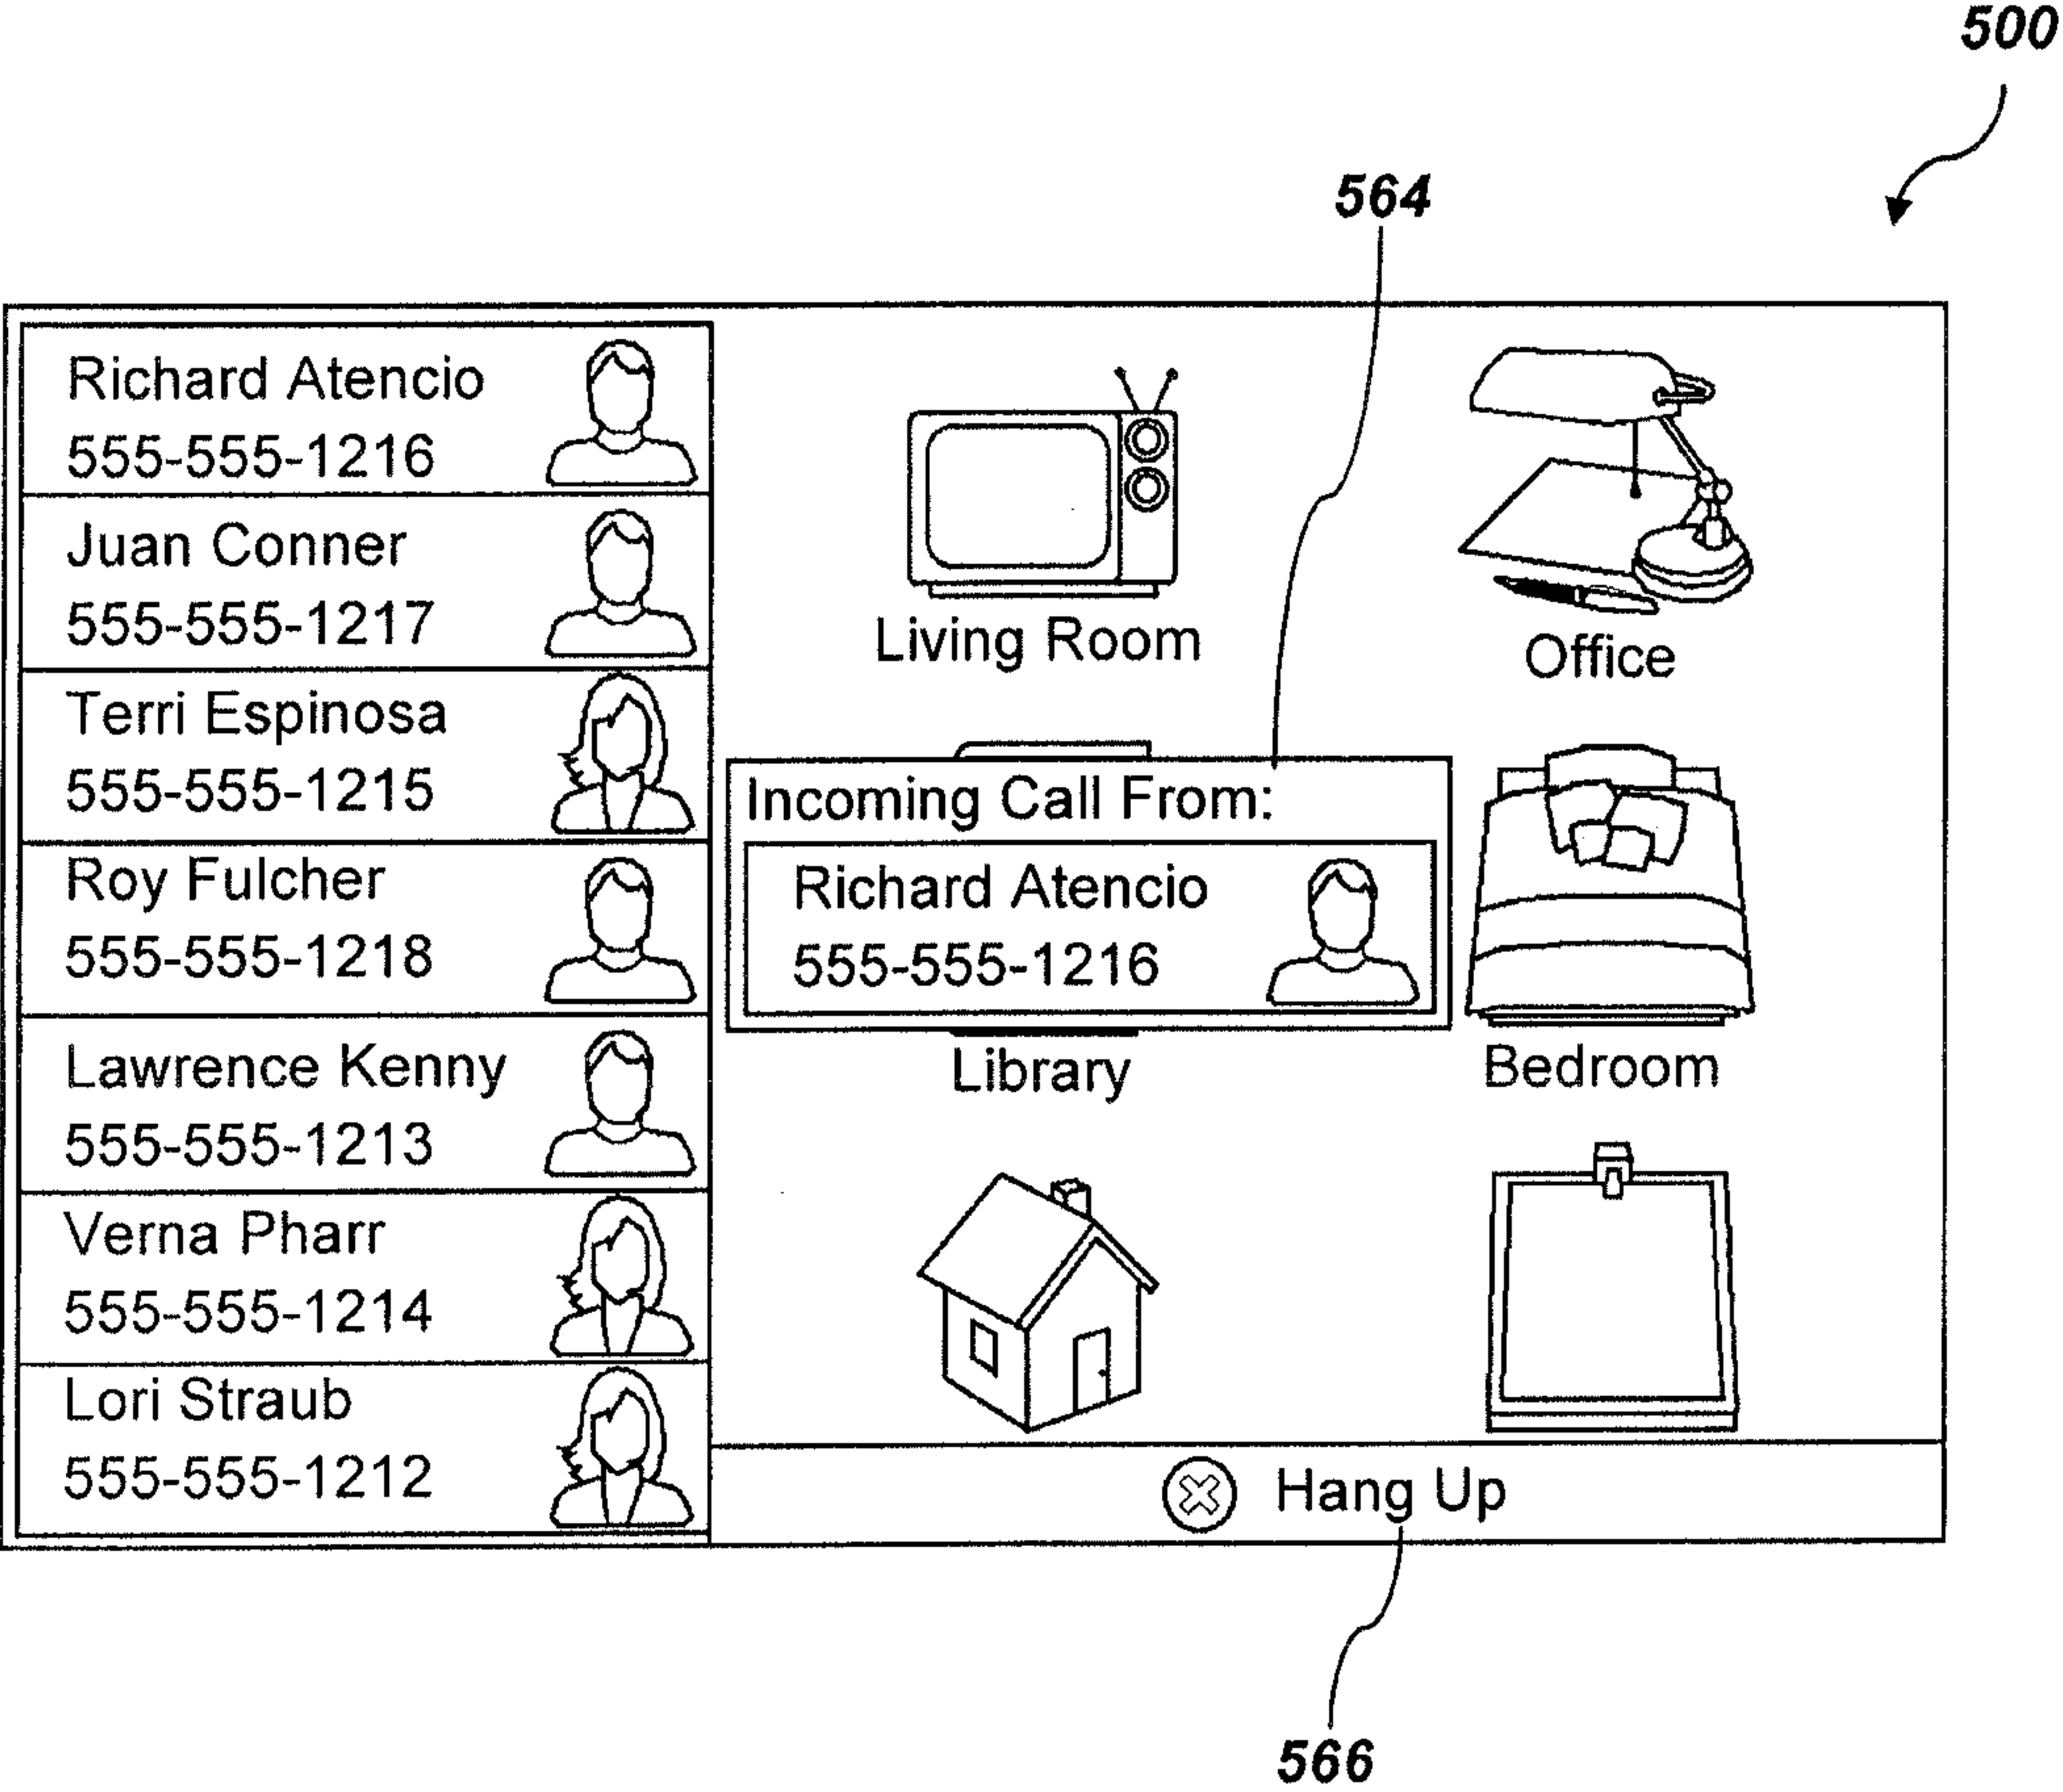 500
564
Richard Atencio
555-555-1216
Juan Conner
555-555-1217
Terri Espinosa
555-555-1215
Roy Fulcher
555-555-1218
Lawrence Kenny
555-555-1213
Verna Pharr
555-555-1214
Lori Straub
555-555-1212
Living Room
Office
Incoming Call From:
Richard Atencio
555-555-1216
Library
Bedroom
Hang Up
566